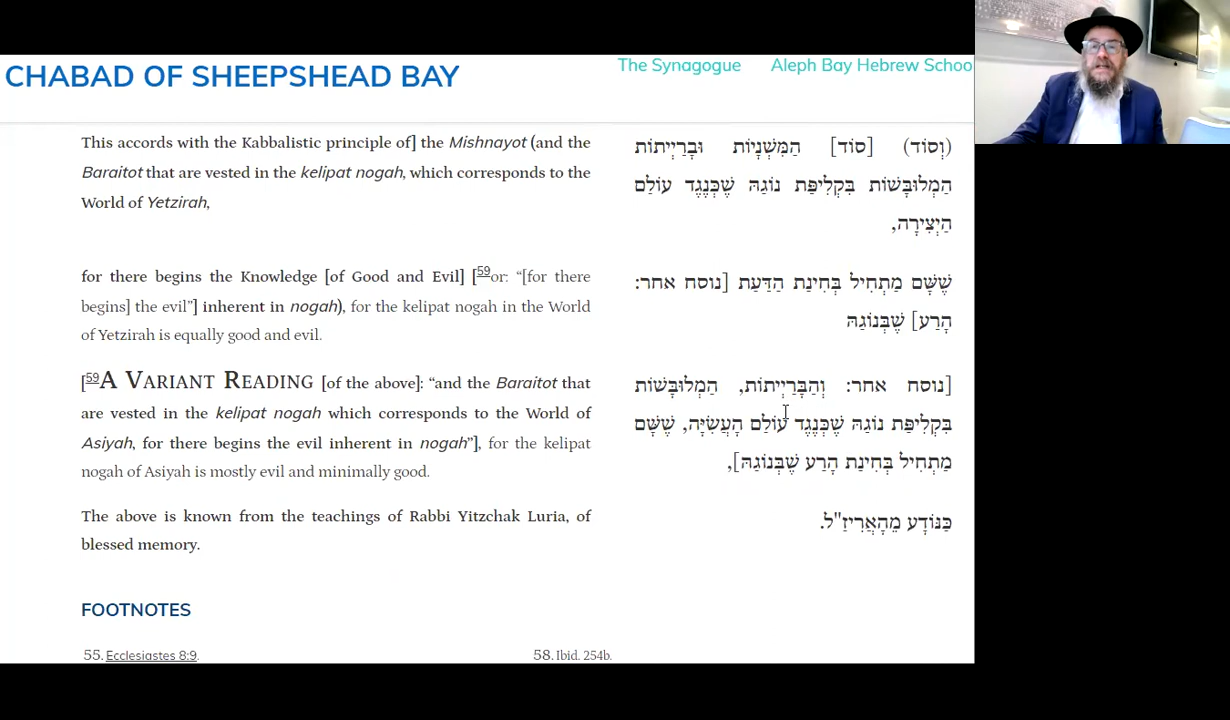 CHABAD OF SHEEPSHEAD BAY
The Synagogue Aleph Bay Hebrew Schoo
This accords with the Kabbalistic principle of] the Mishnayot (and the
Baraitot that are vested in the kelipat nogah, which corresponds to the
World of Yetzirah,
for there begins the Knowledge [of Good and Evil] [59or: “[for there
begins] the evil”] inherent in nogah), for the kelipat nogah in the World
of Yetzirah is equally good and evil.
[59A VARIANT READING [of the above]: “and the Baraitot that
are vested in the kelipat nogah which corresponds to the World of
Asiyah, for there begins the evil inherent in nogah”], for the kelipat
nogah of Asiyah is mostly evil and minimally good.
The above is known from the teachings of Rabbi Yitzchak Luria, of
blessed memory.
(וְסוֹד) [סוֹד] הַמִּשְׁנָיוֹת וּבָרַיְיתוֹת
הַמְלוּבָּשׁוֹת בִּקְלִיפַּת נוֹגַהּ שֶׁכְּנֶגֶד עוֹלַם
הַיְצִירָה,
שֶׁשָּׁם מַתְחִיל בְּחִינַת הַדַּעַת [נוסח אחר:
הָרַע] שֶׁבְּנוֹגַהּ
[נוסח אחר: וְהַבָּרַיְיתוֹת, הַמְלוּבָּשׁוֹת
בִּקְלִיפַּת נוֹגַהּ שֶׁכְּנֶגֶד עוֹלַם הָעֲשִׂיָּה, שֶׁשָּׁם
מַתְחִיל בְּחִינַת הָרַע שֶׁבְּנוֹגַהּ],
כַּנּוֹדָע מֵהָאֲרִיזַ"ל.
FOOTNOTES
55. Ecclesiastes 8:9.
58. Ibid. 254b.